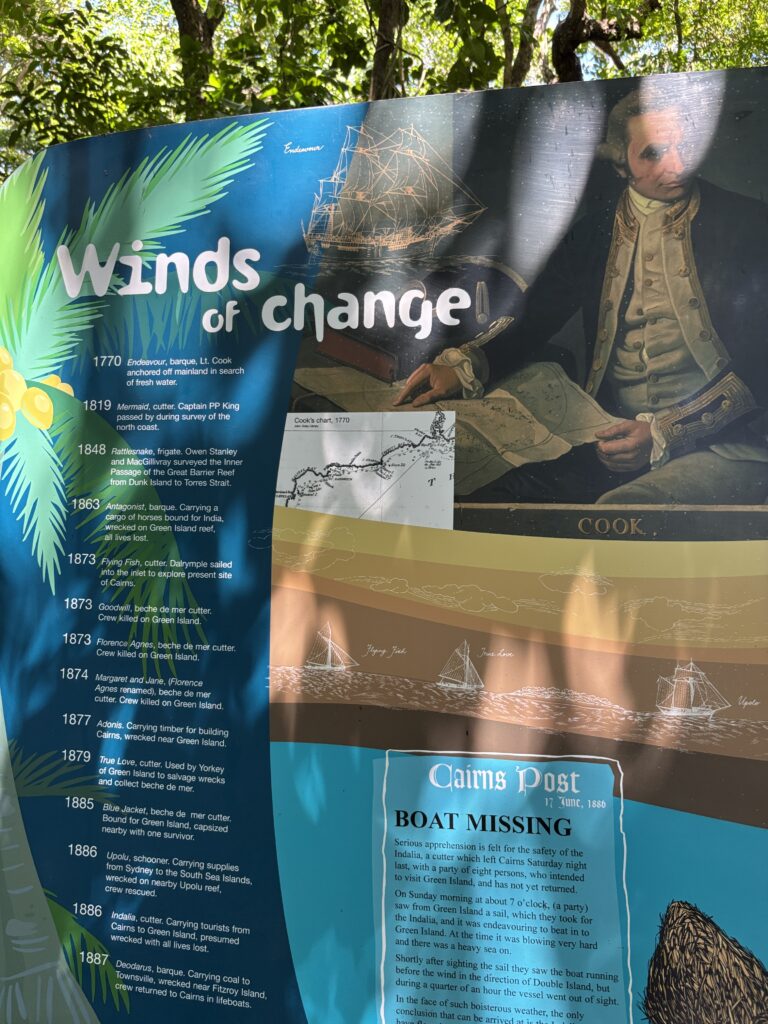 Endeavour
Winds
of change
1770 Endeavour, barque, Lt. Cook
anchored off mainland in search
of fresh water.
1819 Mermaid, cutter. Captain PP King
passed by during survey of the
north coast.
1848 Rattlesnake, frigate. Owen Stanley
and MacGillivray surveyed the Inner
Passage of the Great Barrier Reef
from Dunk Island to Torres Strait.
1863 Antagonist, barque. Carrying a
cargo of horses bound for India,
wrecked on Green Island reef,
all lives lost.
1873 Flying Fish, cutter. Dalrymple sailed
into the inlet to explore present site
of Cairns.
1873 Goodwill, beche de mer cutter.
Crew killed on Green Island.
1873 Florence Agnes, beche de mer cutter.
Crew killed on Green Island.
1874 Margaret and Jane, (Florence
Agnes renamed), beche de mer
cutter. Crew killed on Green Island.
1877 Adonis. Carrying timber for building
Cairns, wrecked near Green Island.
1879 True Love, cutter. Used by Yorkey
of Green Island to salvage wrecks
and collect beche de mer.
1885 Blue Jacket, beche de mer cutter.
Bound for Green Island, capsized
nearby with one survivor.
1886 Upolu, schooner. Carrying supplies
from Sydney to the South Sea Islands,
wrecked on nearby Upolu reef,
crew rescued.
1886 Indalia, cutter. Carrying tourists from
Cairns to Green Island, presumed
wrecked with all lives lost.
1887 Deodarus, barque. Carrying coal to
Townsville, wrecked near Fitzroy Island,
crew returned to Cairns in lifeboats.
Cook's chart, 1770
COOK.
Flying Fish
True Love
Upolu
Cairns Post
17 June, 1886
BOAT MISSING
Serious apprehension is felt for the safety of the
Indalia, a cutter which left Cairns Saturday night
last, with a party of eight persons, who intended
to visit Green Island, and has not yet returned.
On Sunday morning at about 7 o'clock, (a party)
saw from Green Island a sail, which they took for
the Indalia, and it was endeavouring to beat in to
Green Island. At the time it was blowing very hard
and there was a heavy sea on.
Shortly after sighting the sail they saw the boat running
before the wind in the direction of Double Island, but
during a quarter of an hour the vessel went out of sight.
In the face of such boisterous weather, the only
conclusion that can be arrived at is